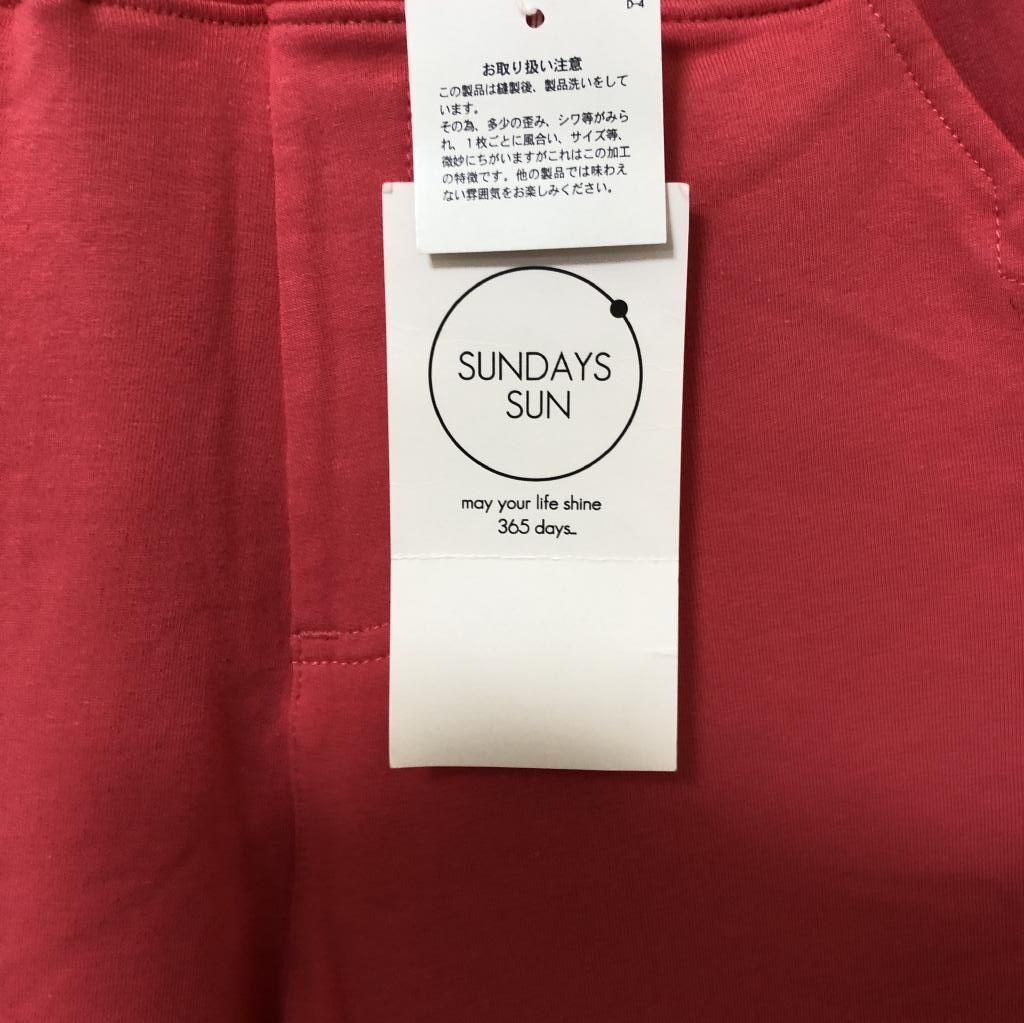 D-4
お取り扱い注意
この製品は縫製後、製品洗いをして
います。
その為、多少の歪み、シワ等がみら
れ、１枚ごとに風合い、サイズ等、
微妙にちがいますがこれはこの加工
の特徴です。他の製品では味わえ
ない雰囲気をお楽しみください。
SUNDAYS
SUN
may your life shine
365 days...